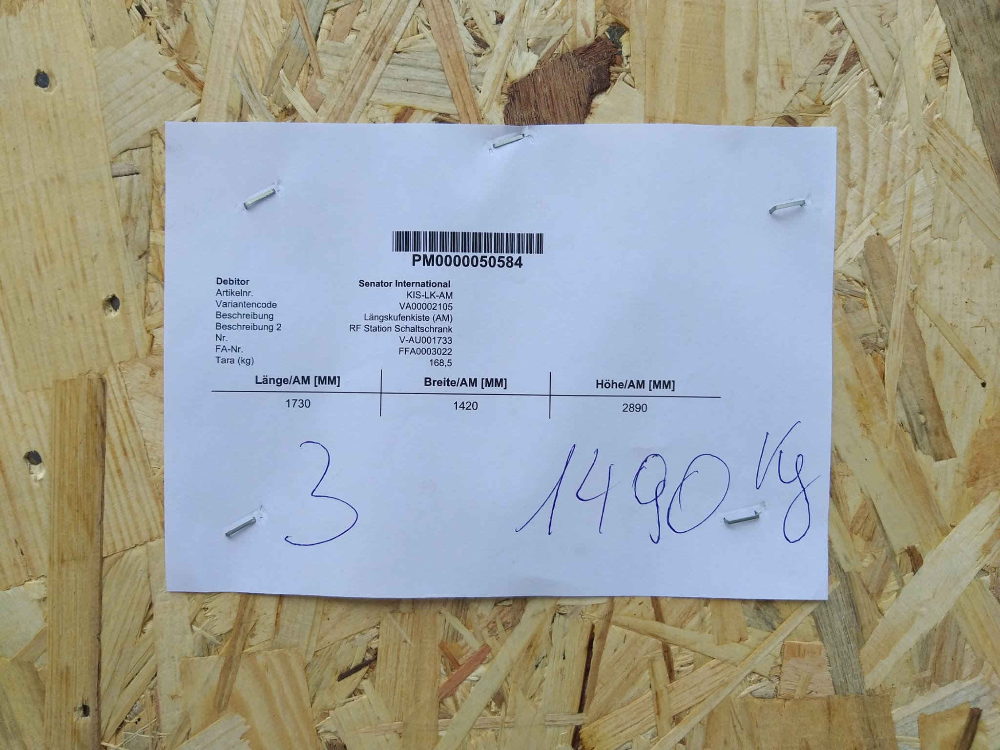 PM0000050584
Debitor Senator International
Artikelnr. KIS-LK-AM
Variantencode VA00002105
Beschreibung Längskufenkiste (AM)
Beschreibung 2 RF Station Schaltschrank
Nr. V-AU001733
FA-Nr. FFA0003022
Tara (kg) 168,5
Länge/AM [MM] Breite/AM [MM] Höhe/AM [MM]
1730 1420 2890
3 1490 Kg